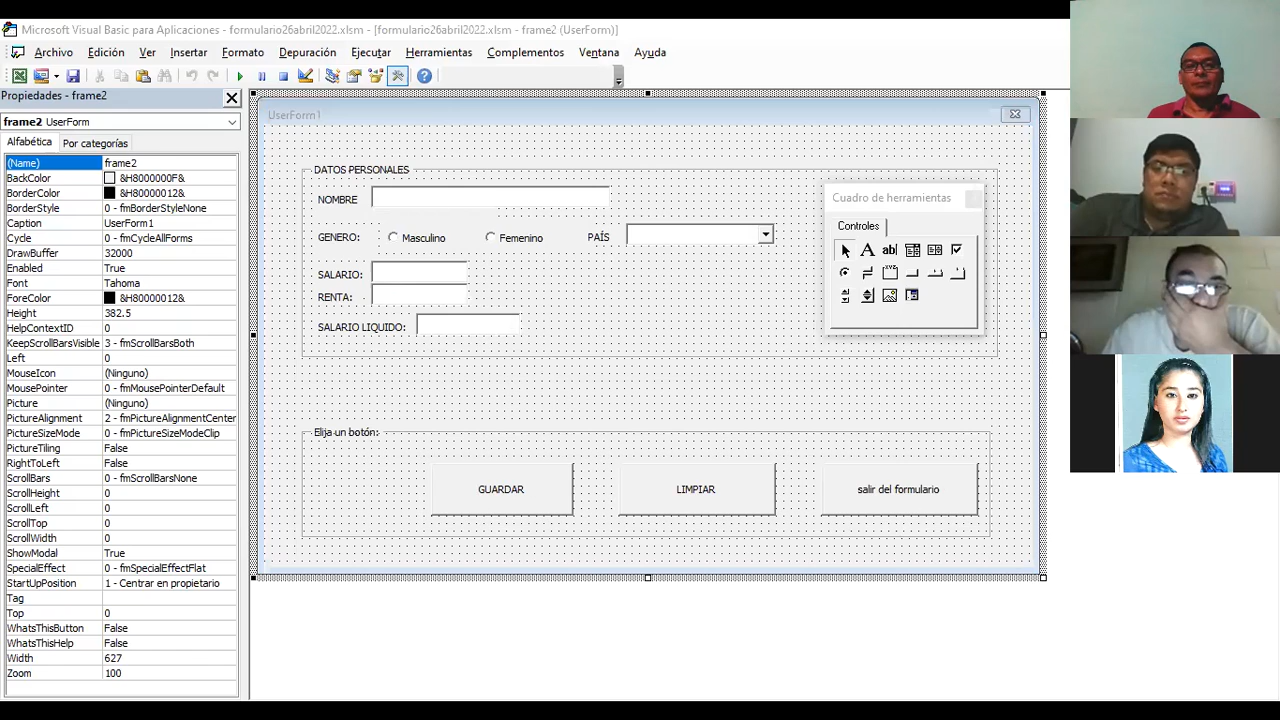 Microsoft Visual Basic para Aplicaciones - formulario26abril2022.xlsm - [formulario26abril2022.xlsm - frame2 (UserForm)]
Archivo Edición Ver Insertar Formato Depuración Ejecutar Herramientas Complementos Ventana Ayuda
Propiedades - frame2
frame2 UserForm
Alfabética Por categorías
(Name) frame2
BackColor &H8000000F&
BorderColor &H80000012&
BorderStyle 0 - fmBorderStyleNone
Caption UserForm1
Cycle 0 - fmCycleAllForms
DrawBuffer 32000
Enabled True
Font Tahoma
ForeColor &H80000012&
Height 382.5
HelpContextID 0
KeepScrollBarsVisible 3 - fmScrollBarsBoth
Left 0
MouseIcon (Ninguno)
MousePointer 0 - fmMousePointerDefault
Picture (Ninguno)
PictureAlignment 2 - fmPictureAlignmentCenter
PictureSizeMode 0 - fmPictureSizeModeClip
PictureTiling False
RightToLeft False
ScrollBars 0 - fmScrollBarsNone
ScrollHeight 0
ScrollLeft 0
ScrollTop 0
ScrollWidth 0
ShowModal True
SpecialEffect 0 - fmSpecialEffectFlat
StartUpPosition 1 - Centrar en propietario
Tag
Top 0
WhatsThisButton False
WhatsThisHelp False
Width 627
Zoom 100
UserForm1
DATOS PERSONALES
NOMBRE
GENERO: Masculino Femenino PAÍS
SALARIO:
RENTA:
SALARIO LIQUIDO:
Elija un botón:
GUARDAR LIMPIAR salir del formulario
Cuadro de herramientas
Controles
A ab|
XYZ